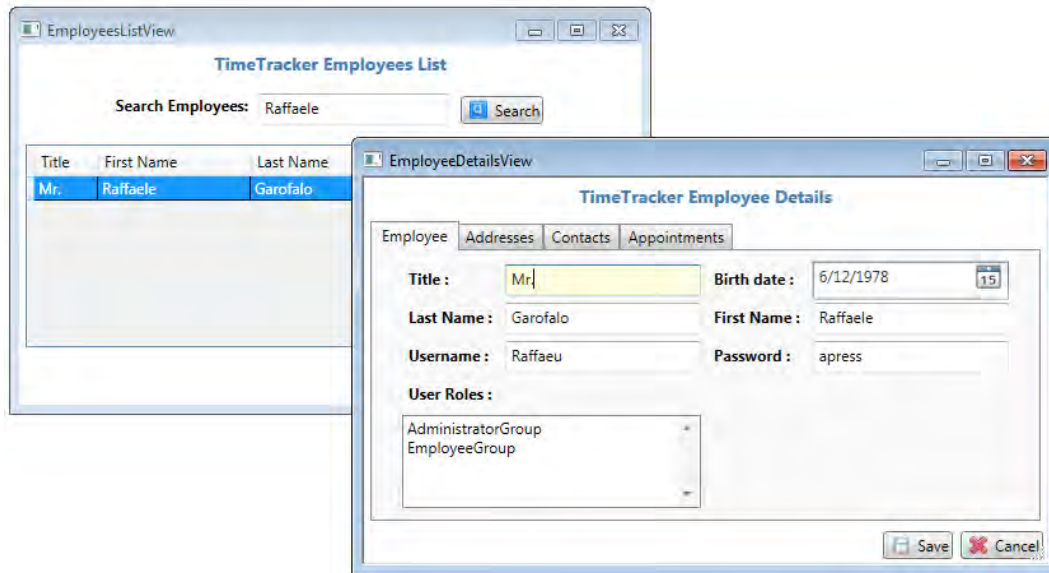 EmployeesListView
TimeTracker Employees List
Search Employees: Raffaele Search
Title First Name Last Name
Mr. Raffaele Garofalo
EmployeeDetailsView
TimeTracker Employee Details
Employee Addresses Contacts Appointments
Title : Mr. Birth date : 6/12/1978 15
Last Name : Garofalo First Name : Raffaele
Username : Raffaeu Password : apress
User Roles :
AdministratorGroup
EmployeeGroup
Save Cancel